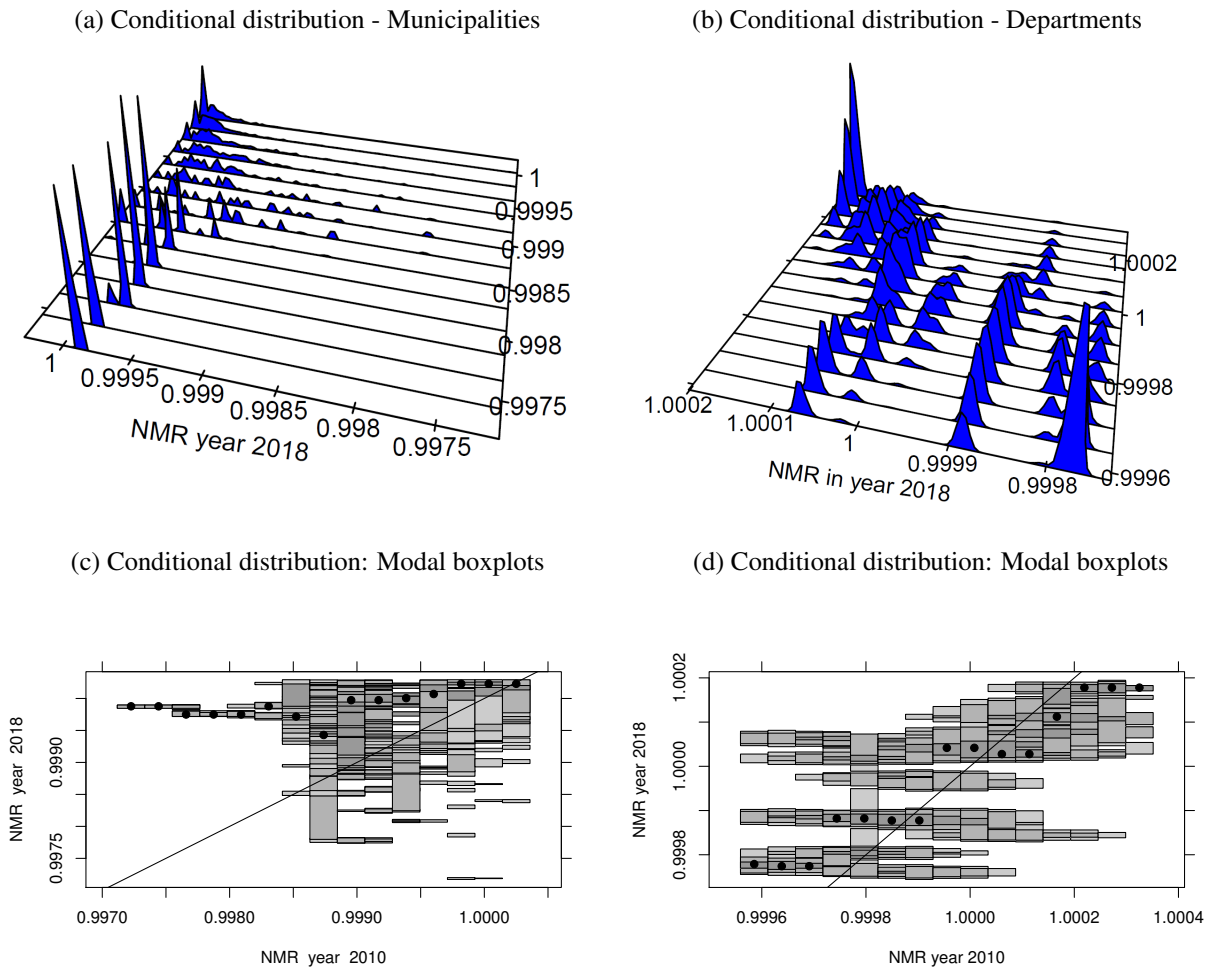 (a) Conditional distribution - Municipalities
(b) Conditional distribution - Departments
1
0.9995
0.999
0.9985
0.998
0.9975
1
0.9995
0.999
0.9985
0.998
0.9975
NMR year 2018
1.0002
1
0.9998
0.9996
1.0002
1.0001
1
0.9999
0.9998
NMR in year 2018
(c) Conditional distribution: Modal boxplots
(d) Conditional distribution: Modal boxplots
NMR year 2018
0.9990
0.9975
0.9970 0.9980 0.9990 1.0000
NMR year 2010
NMR year 2018
1.0002
1.0000
0.9998
0.9996 0.9998 1.0000 1.0002 1.0004
NMR year 2010